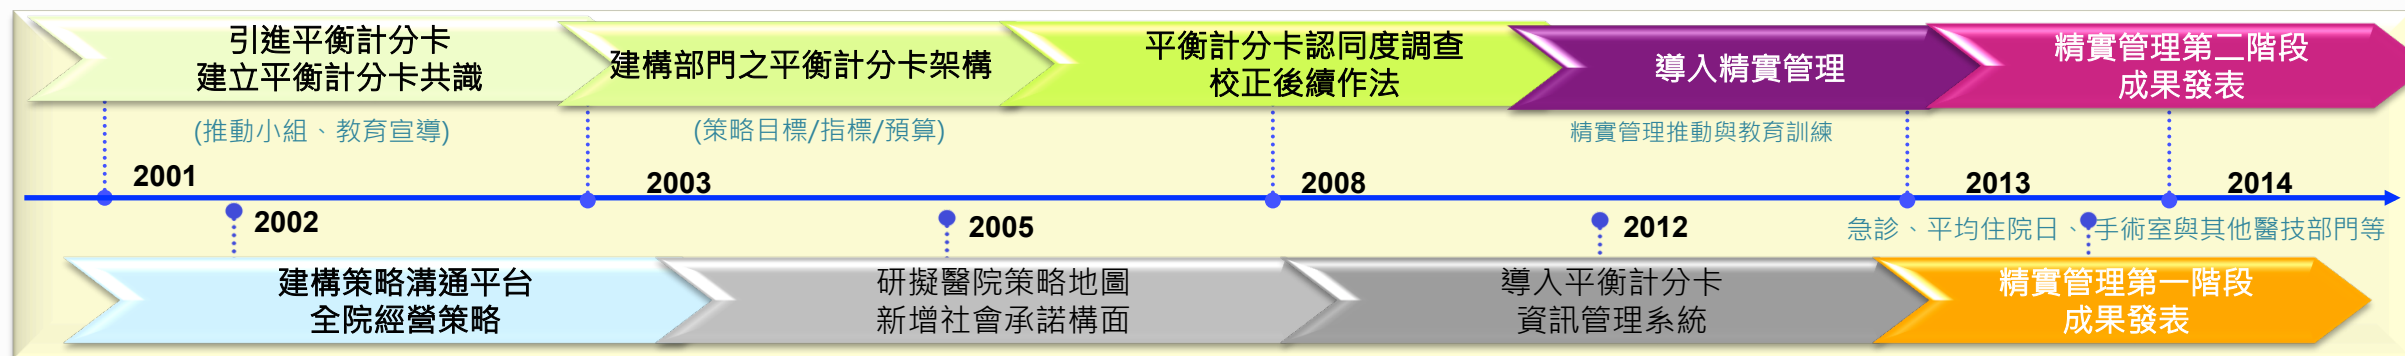 引進平衡計分卡
建立平衡計分卡共識
建構部門之平衡計分卡架構
平衡計分卡認同度調查
校正後續作法
導入精實管理
精實管理第二階段
成果發表
(推動小組、教育宣導)
(策略目標/指標/預算)
精實管理推動與教育訓練
2001
2003
2008
2013
2014
2002
2005
2012
急診、平均住院日、手術室與其他醫技部門等
建構策略溝通平台
全院經營策略
研擬醫院策略地圖
新增社會承諾構面
導入平衡計分卡
資訊管理系統
精實管理第一階段
成果發表